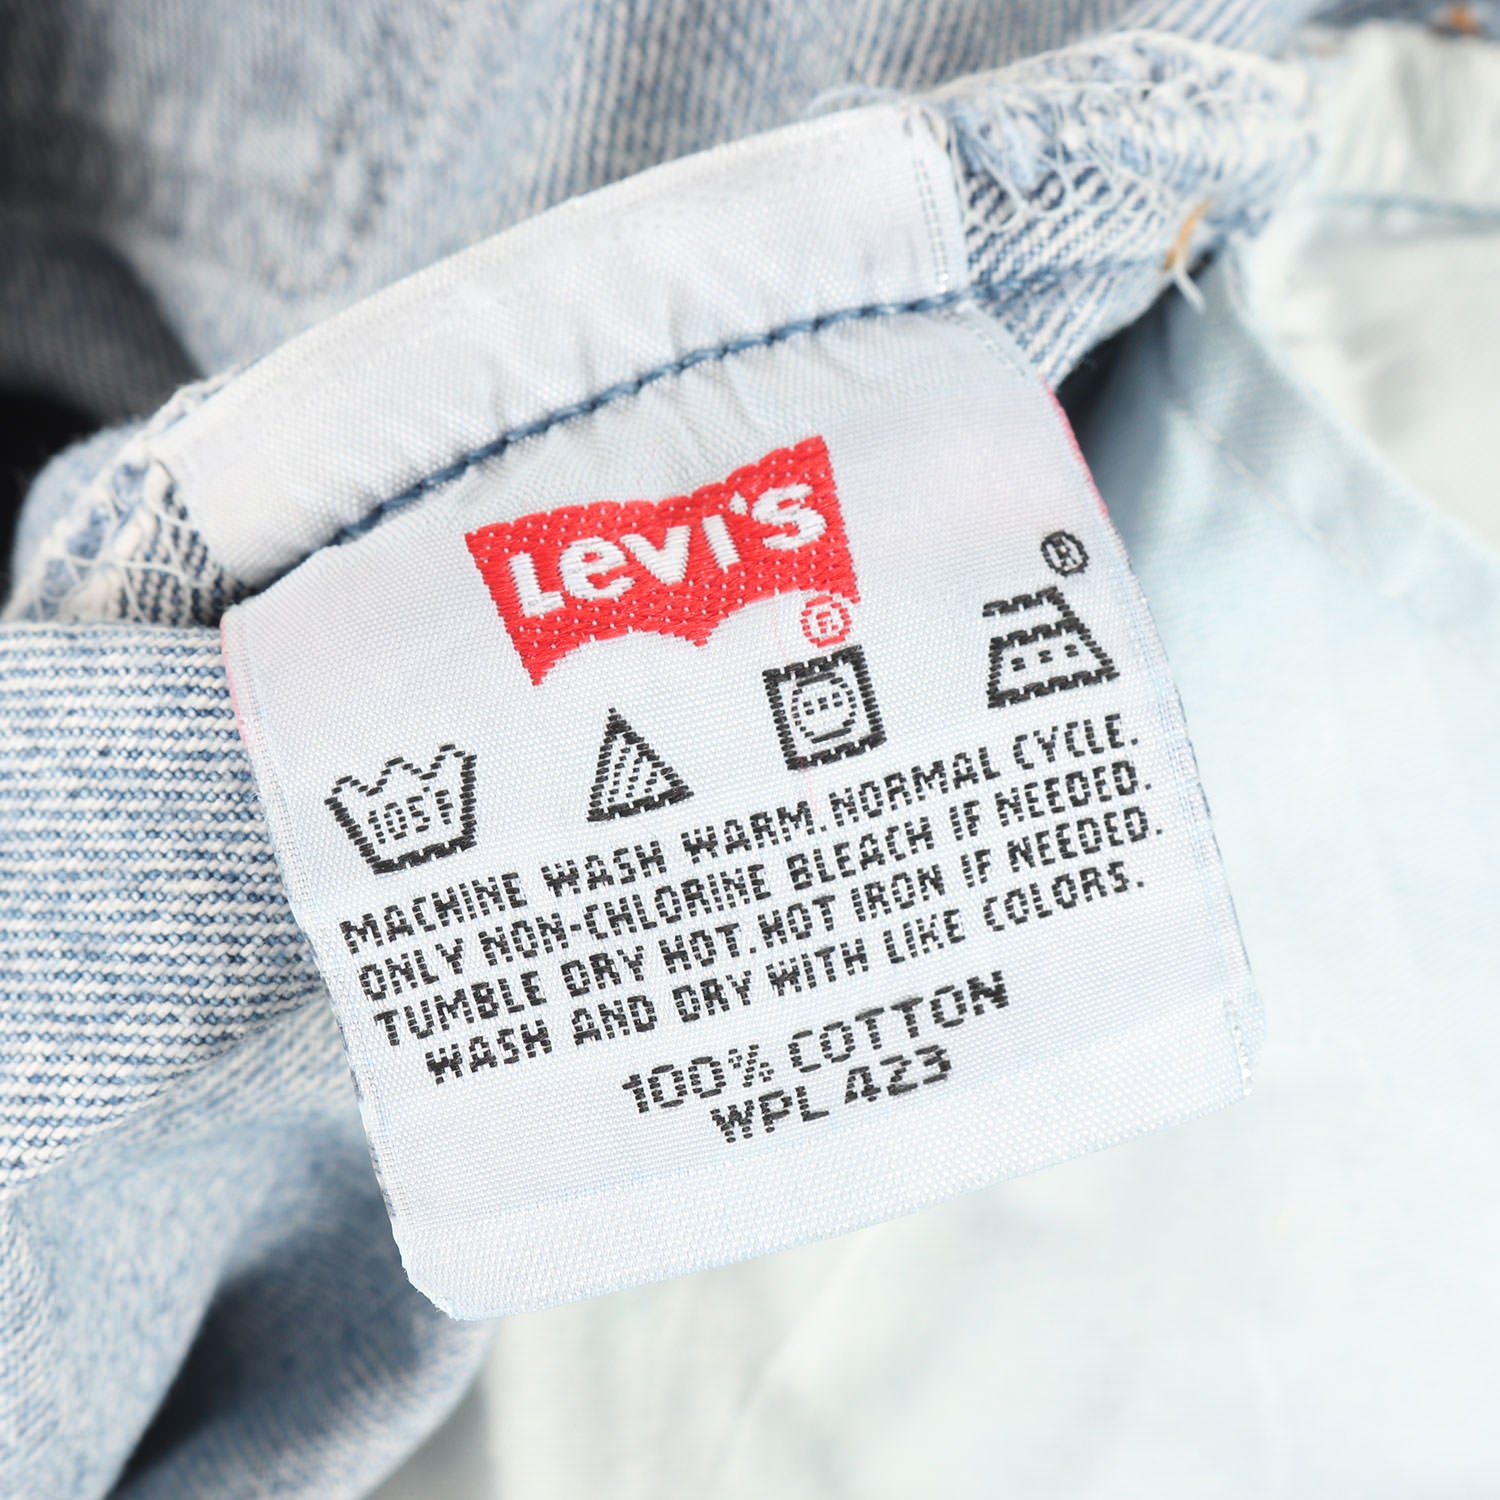 Levi's®
®
105F
MACHINE WASH WARM. NORMAL CYCLE.
ONLY NON-CHLORINE BLEACH IF NEEDED.
TUMBLE DRY HOT. HOT IRON IF NEEDED.
WASH AND DRY WITH LIKE COLORS.
100% COTTON
WPL 423